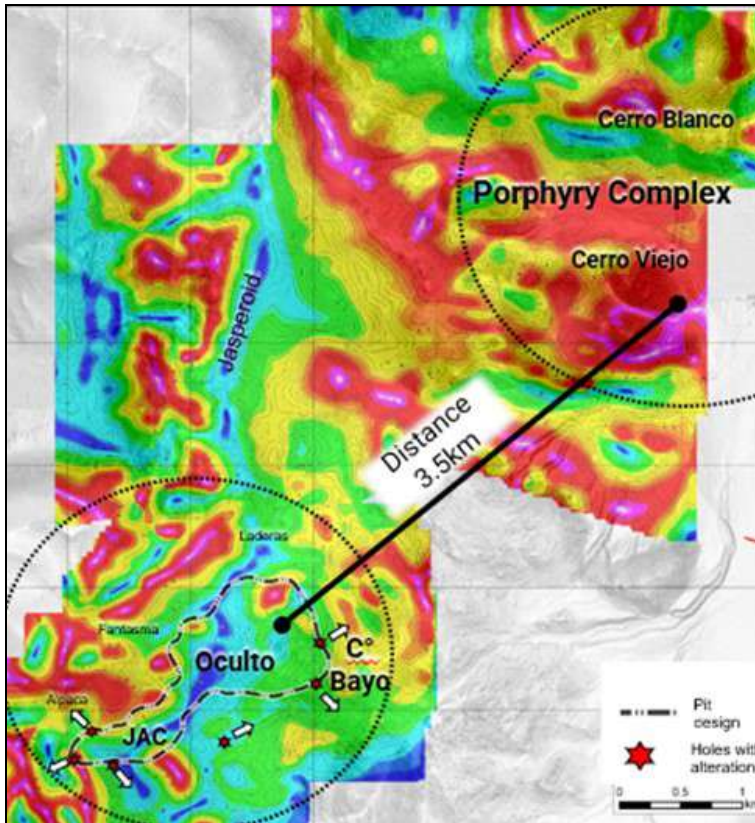 Cerro Blanco
Porphyry Complex
Cerro Viejo
Jasperoid
Distance
3.5km
Laderas
Fantasma
Oculto
C°
Bayo
Alpaca
JAC
Pit
design
Holes with
alteration
0 0.5 1